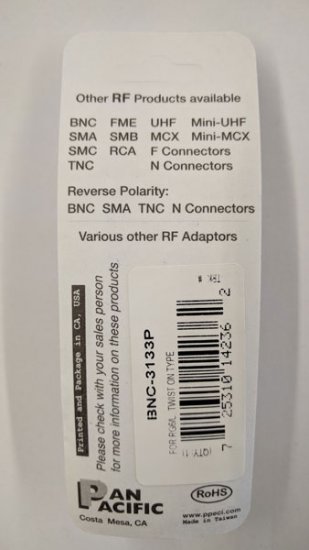 Other RF Products available
BNC FME UHF Mini-UHF
SMA SMB MCX Mini-MCX
SMC RCA F Connectors
TNC N Connectors
Reverse Polarity:
BNC SMA TNC N Connectors
Various other RF Adaptors
Printed and Package in CA, USA
Please check with your sales person
for more information on these products
BNC-3133P
FOR RG6/L TWIST ON TYPE
(QTY: 1)
TRK #
7 25310 14236 2
PAN
PACIFIC
Costa Mesa, CA
RoHS
www.ppeci.com
Made in Taiwan